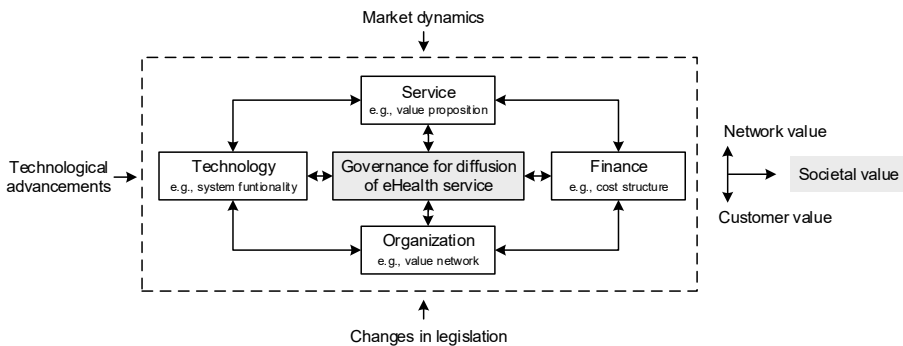 Market dynamics
Service
e.g., value proposition
Technological
advancements
Technology
e.g., system funtionality
Governance for diffusion
of eHealth service
Finance
e.g., cost structure
Network value
Societal value
Customer value
Organization
e.g., value network
Changes in legislation